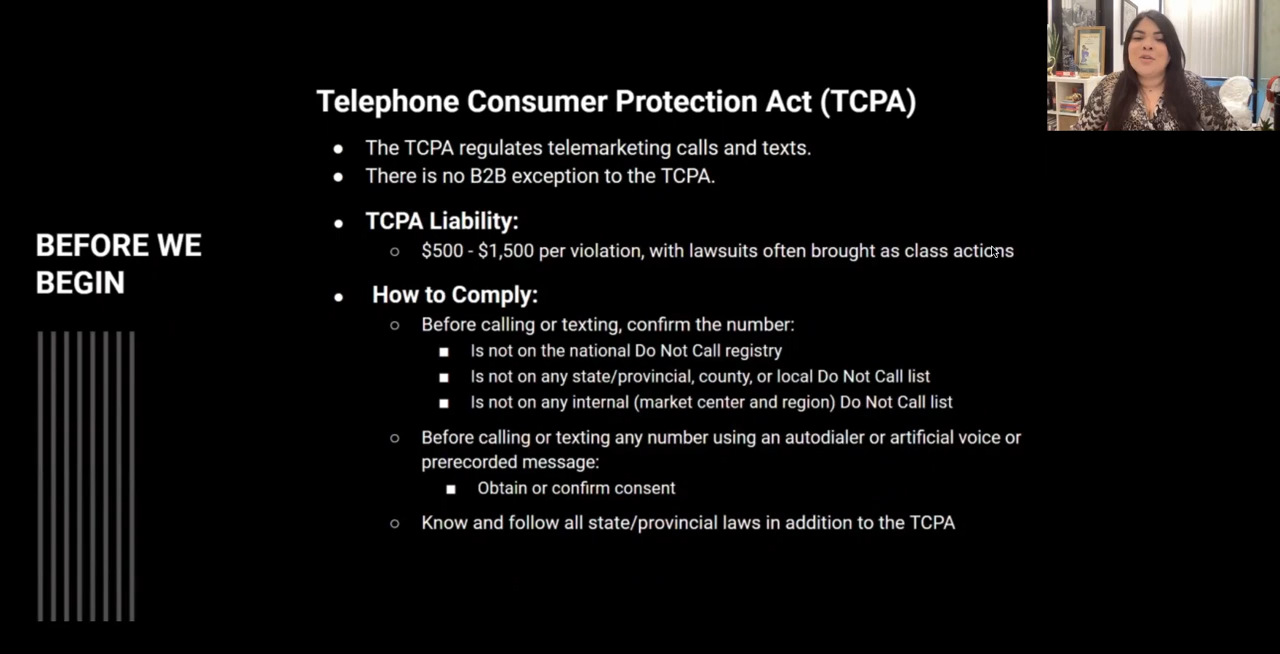 Telephone Consumer Protection Act (TCPA)
● The TCPA regulates telemarketing calls and texts.
● There is no B2B exception to the TCPA.
● TCPA Liability:
○ $500 - $1,500 per violation, with lawsuits often brought as class actions
BEFORE WE
BEGIN
● How to Comply:
○ Before calling or texting, confirm the number:
■ Is not on the national Do Not Call registry
■ Is not on any state/provincial, county, or local Do Not Call list
■ Is not on any internal (market center and region) Do Not Call list
○ Before calling or texting any number using an autodialer or artificial voice or
prerecorded message:
■ Obtain or confirm consent
○ Know and follow all state/provincial laws in addition to the TCPA